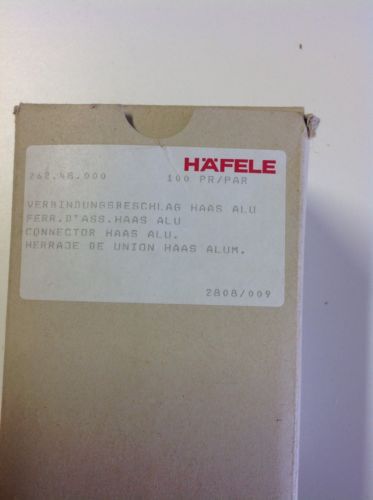 HÄFELE
262.48.000 100 PR/PAR
VERBINDUNGSBESCHLAG HAAS ALU
FERR.D'ASS.HAAS ALU
CONNECTOR HAAS ALU.
HERRAJE DE UNION HAAS ALUM.
2808/009